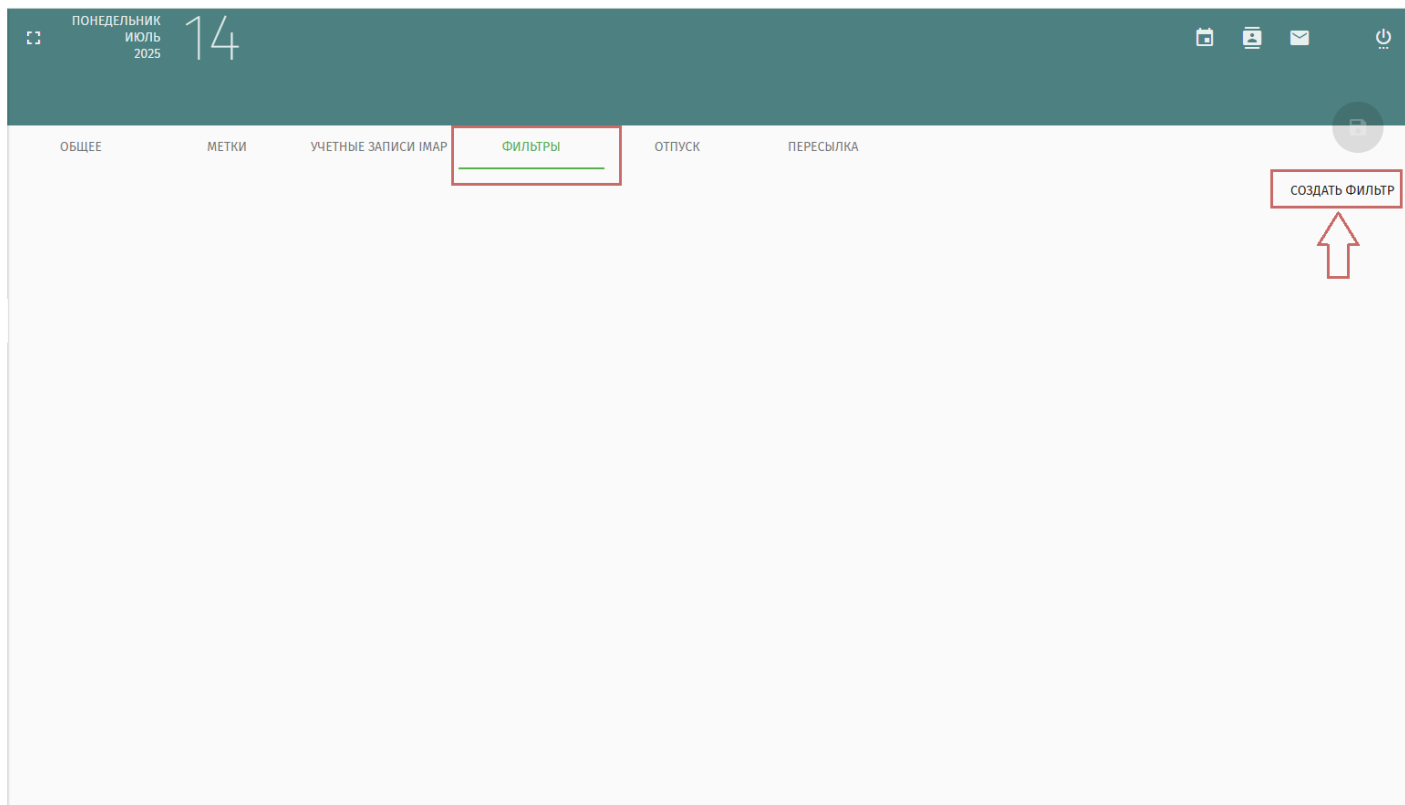 ПОНЕДЕЛЬНИК
ИЮЛЬ
2025
14
ОБЩЕЕ МЕТКИ УЧЕТНЫЕ ЗАПИСИ IMAP ФИЛЬТРЫ ОТПУСК ПЕРЕСЫЛКА
СОЗДАТЬ ФИЛЬТР